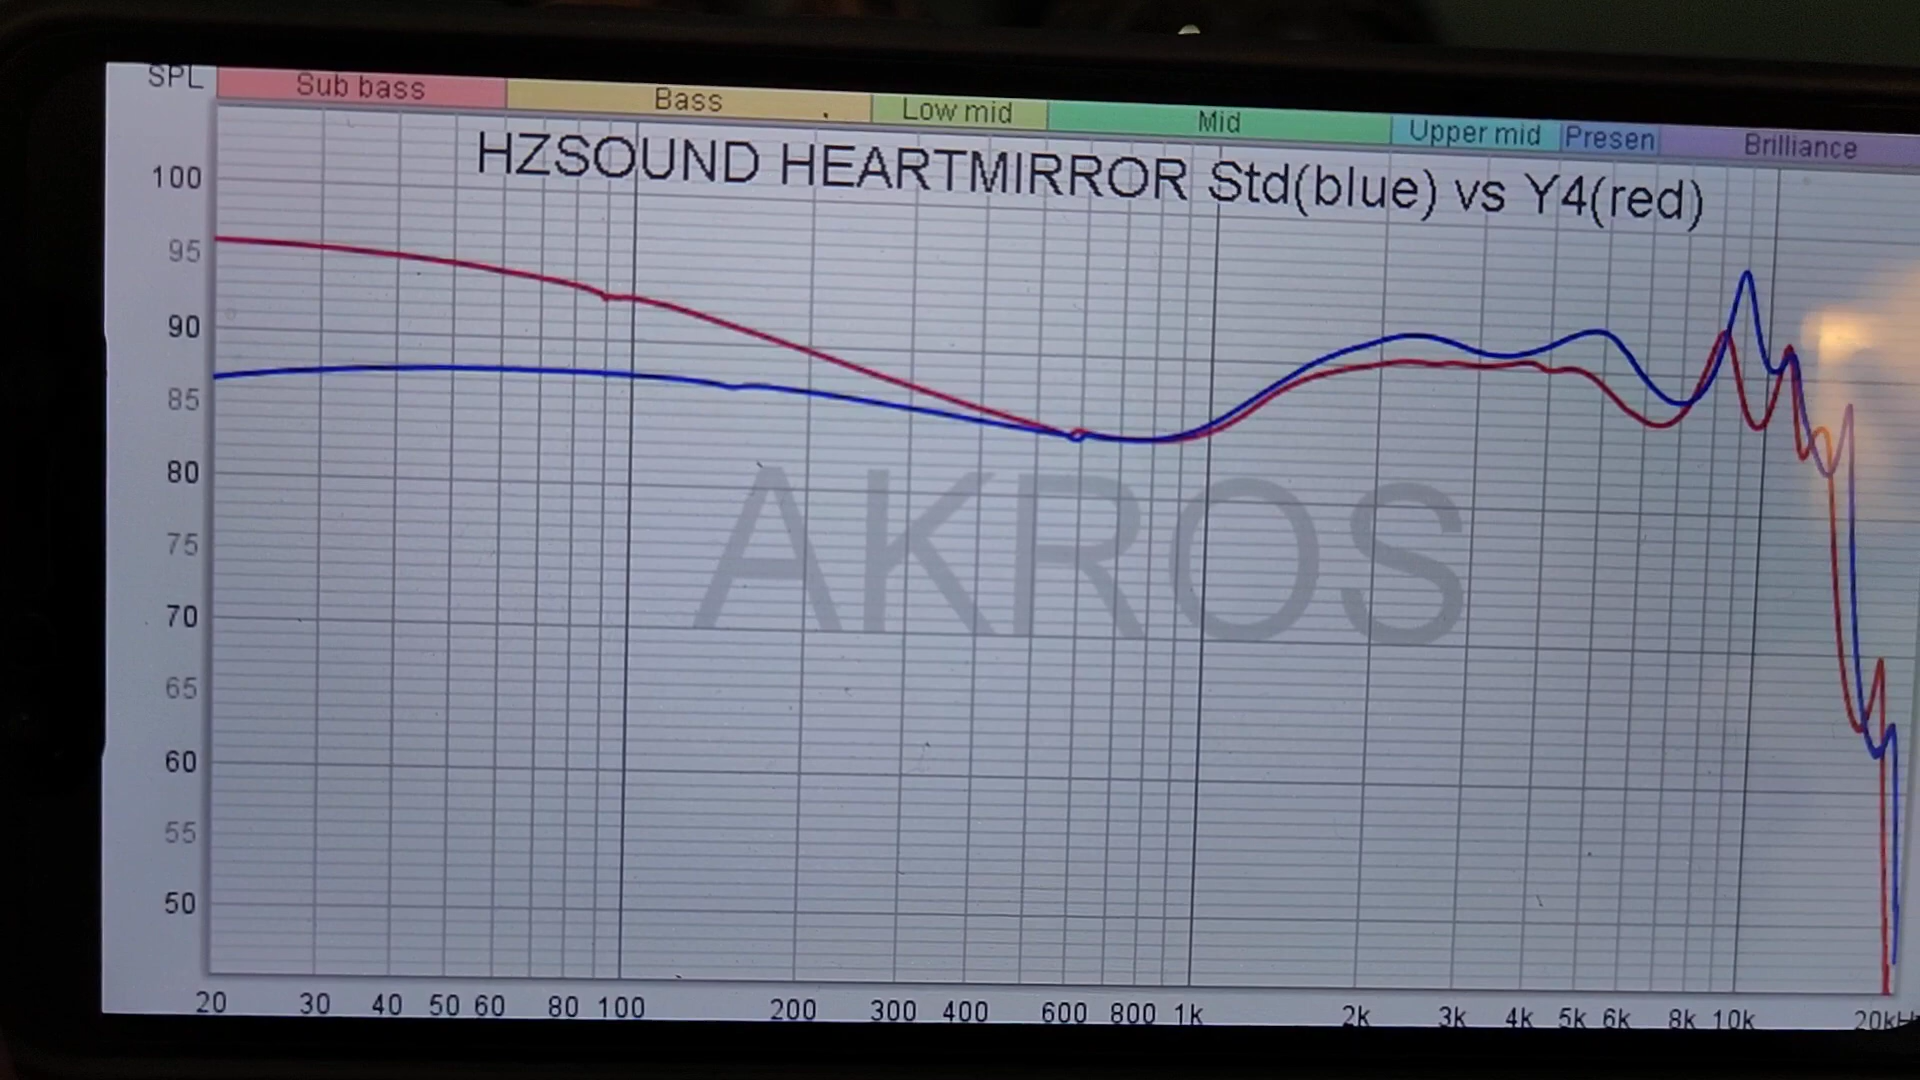 SPL Sub bass Bass Low mid Mid Upper mid Presen Brilliance
HZSOUND HEARTMIRROR Std(blue) vs Y4(red)
100
95
90
85
80
75
70
65
60
55
50
AKROS
20 30 40 50 60 80 100 200 300 400 600 800 1k 2k 3k 4k 5k 6k 8k 10k 20kHz